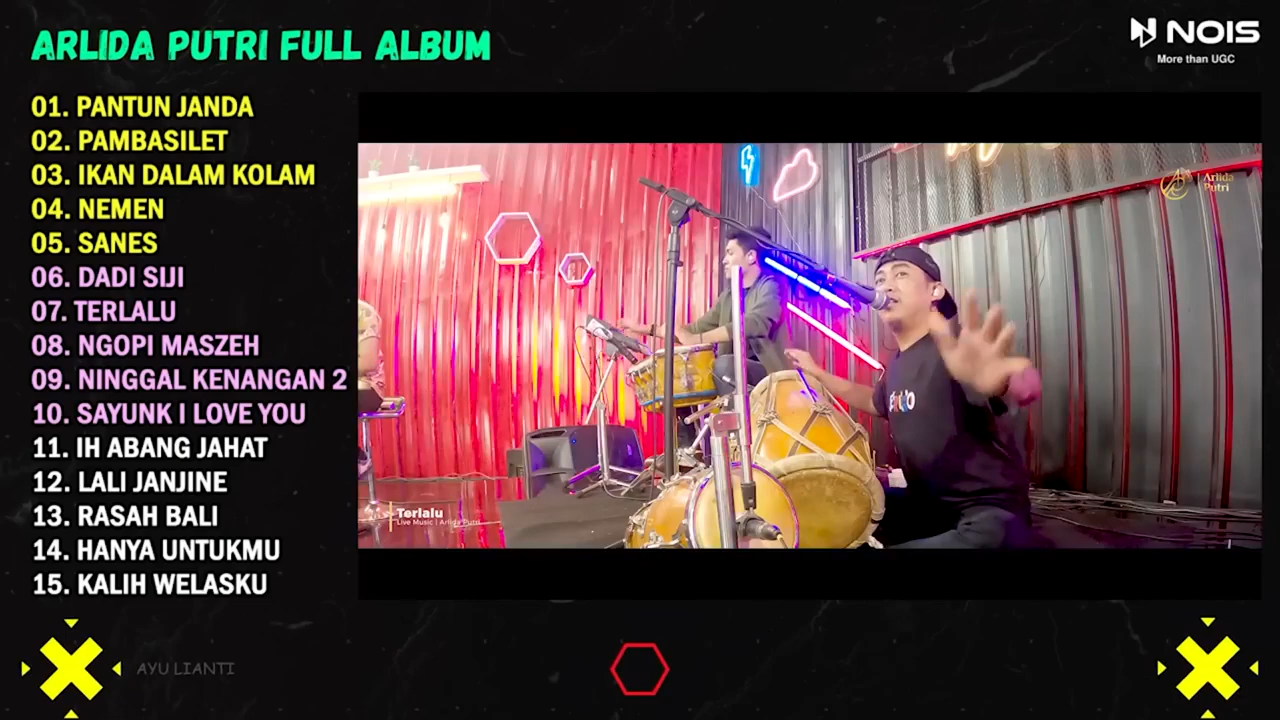 ARLIDA PUTRI FULL ALBUM
NOIS
More than UGC
01. PANTUN JANDA
02. PAMBASILET
03. IKAN DALAM KOLAM
04. NEMEN
05. SANES
06. DADI SIJI
07. TERLALU
08. NGOPI MASZEH
09. NINGGAL KENANGAN 2
10. SAYUNK I LOVE YOU
11. IH ABANG JAHAT
12. LALI JANJINE
13. RASAH BALI
14. HANYA UNTUKMU
15. KALIH WELASKU
Arlida
Putri
Terlalu
Live Music | Arlida Putri
AYU LIANTI